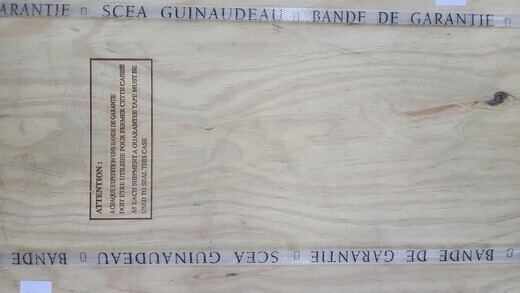 ARANTIE SCEA GUINAUDEAU BANDE DE GARANTIE
ATTENTION :
A CHAQUE EXPEDITION UNE BANDE DE GARANTIE
DOIT ETRE UTILISEE POUR FERMER CETTE CAISSE
AT EACH SHIPMENT A GUARANTEE TAPE MUST BE
USED TO SEAL THIS CASE
BANDE DE GARANTIE SCEA GUINAUDEAU BANDE